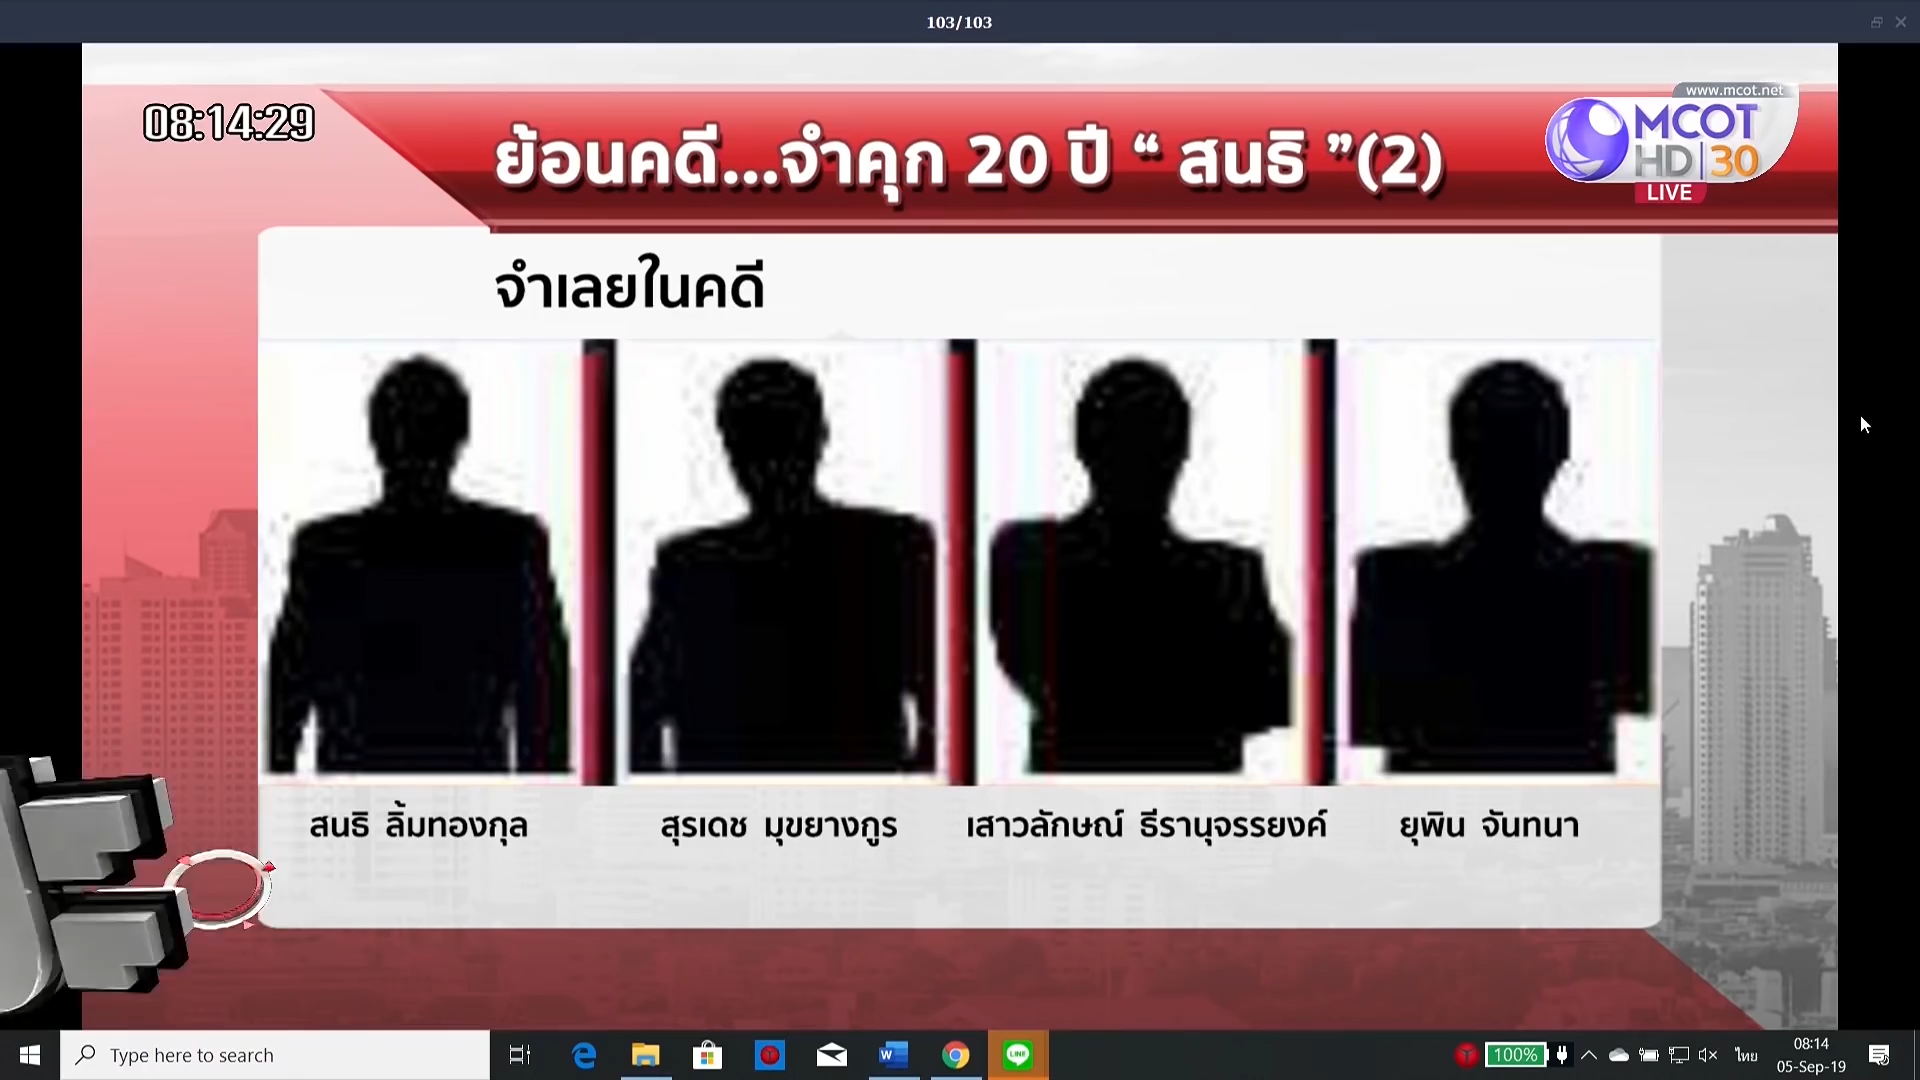 103/103
www.mcot.net
08:14:29
ย้อนคดี...จำคุก 20 ปี “ สนธิ ”(2)
MCOT
HD|30
LIVE
จำเลยในคดี
สนธิ ลิ้มทองกุล
สุรเดช มุขยางกูร
เสาวลักษณ์ ธีรานุจรรยงค์
ยุพิน จันทนา
Type here to search
W
LINE
100%
ไทย
08:14
05-Sep-19